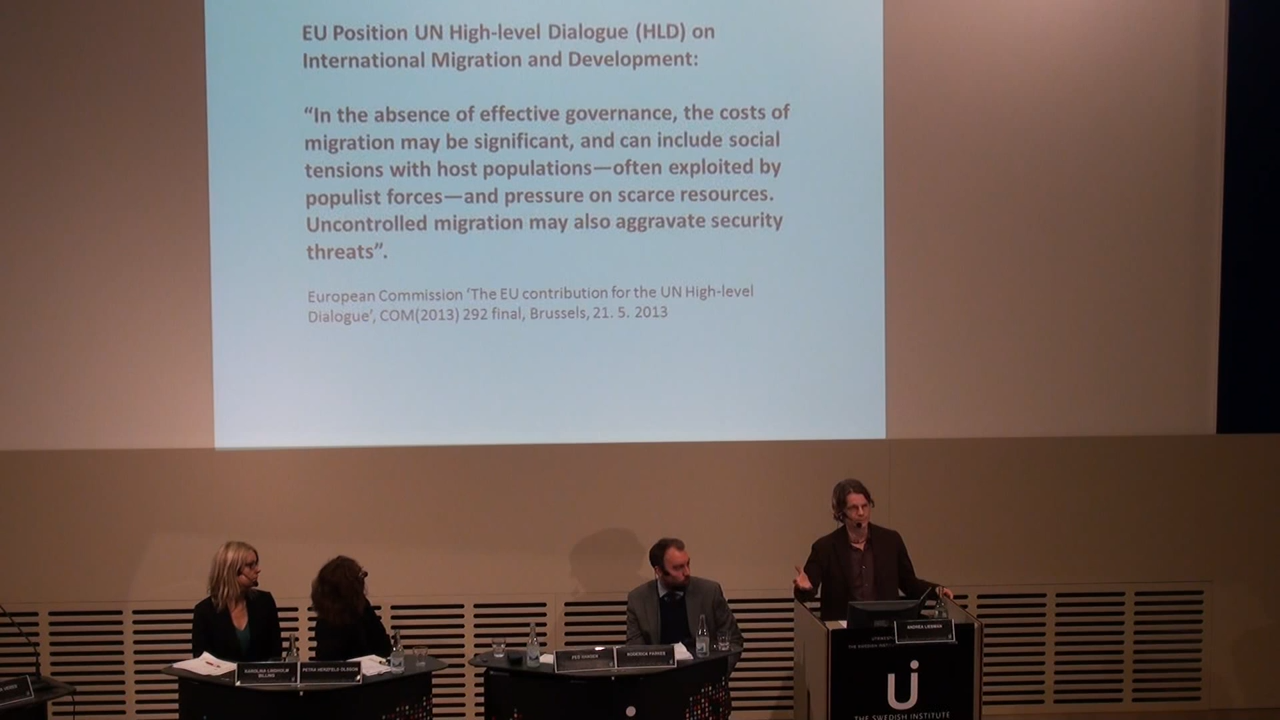 EU Position UN High-level Dialogue (HLD) on
International Migration and Development:
“In the absence of effective governance, the costs of
migration may be significant, and can include social
tensions with host populations—often exploited by
populist forces—and pressure on scarce resources.
Uncontrolled migration may also aggravate security
threats”.
European Commission ‘The EU contribution for the UN High-level
Dialogue’, COM(2013) 292 final, Brussels, 21. 5. 2013
KAROLINA LINDHOLM
BILLING
PETRA HERZFELD OLSSON
RODERICK PARKES
THE SWEDISH INSTITUTE